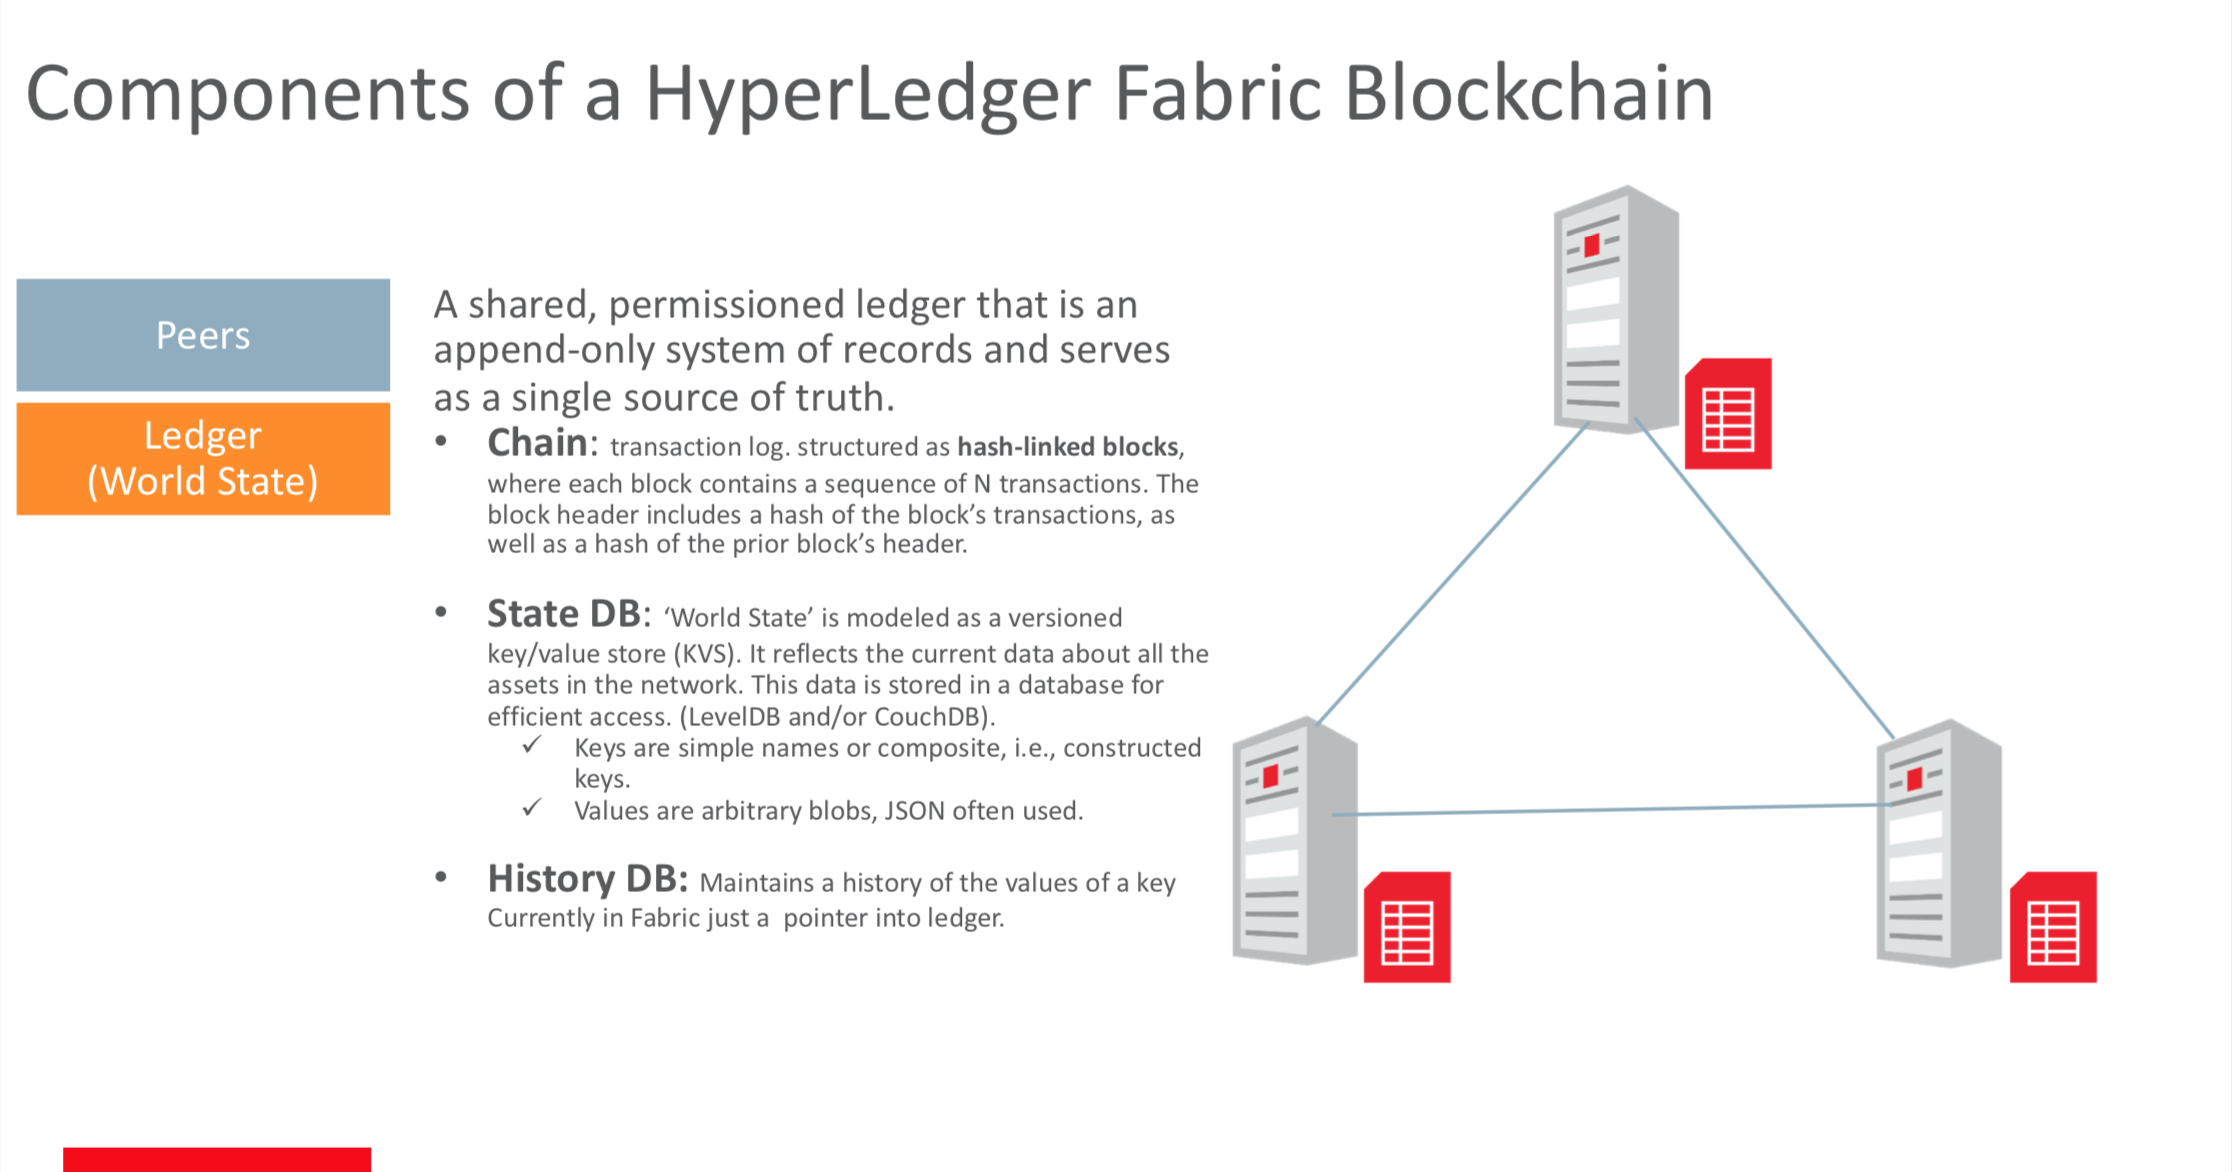 Components of a HyperLedger Fabric Blockchain
Peers
Ledger
(World State)
A shared, permissioned ledger that is an
append-only system of records and serves
as a single source of truth.
• Chain: transaction log. structured as hash-linked blocks,
where each block contains a sequence of N transactions. The
block header includes a hash of the block’s transactions, as
well as a hash of the prior block’s header.
• State DB: ‘World State’ is modeled as a versioned
key/value store (KVS). It reflects the current data about all the
assets in the network. This data is stored in a database for
efficient access. (LevelDB and/or CouchDB).
✓ Keys are simple names or composite, i.e., constructed
keys.
✓ Values are arbitrary blobs, JSON often used.
• History DB: Maintains a history of the values of a key
Currently in Fabric just a  pointer into ledger.